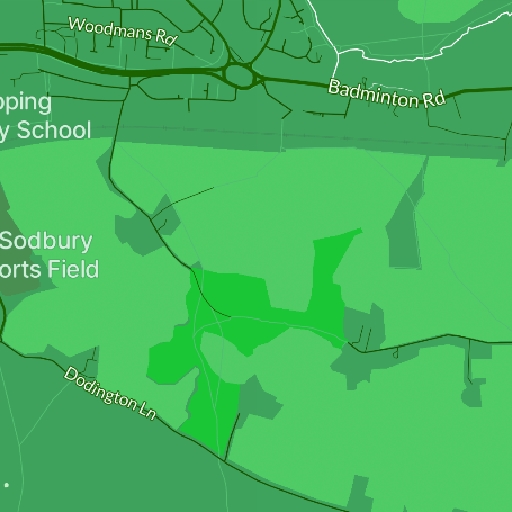 Woodmans Rd
Badminton Rd
pping
y School
Sodbury
orts Field
Dodington Ln